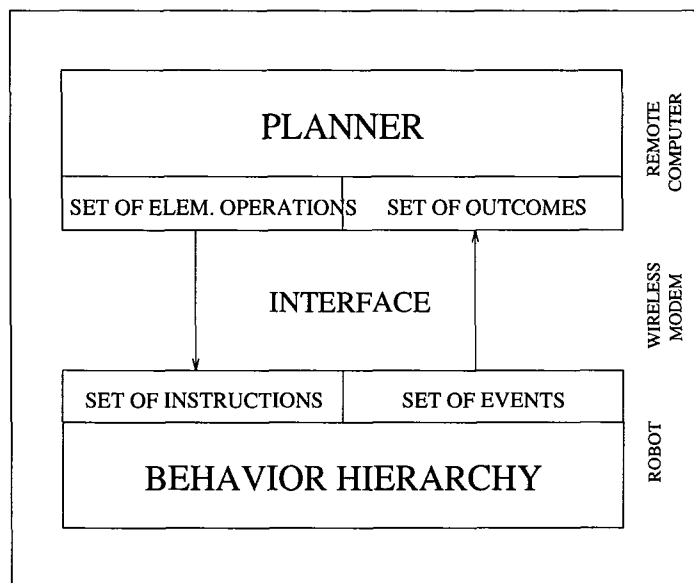 PLANNER
REMOTE
COMPUTER
SET OF ELEM. OPERATIONS
SET OF OUTCOMES
INTERFACE
WIRELESS
MODEM
SET OF INSTRUCTIONS
SET OF EVENTS
BEHAVIOR HIERARCHY
ROBOT